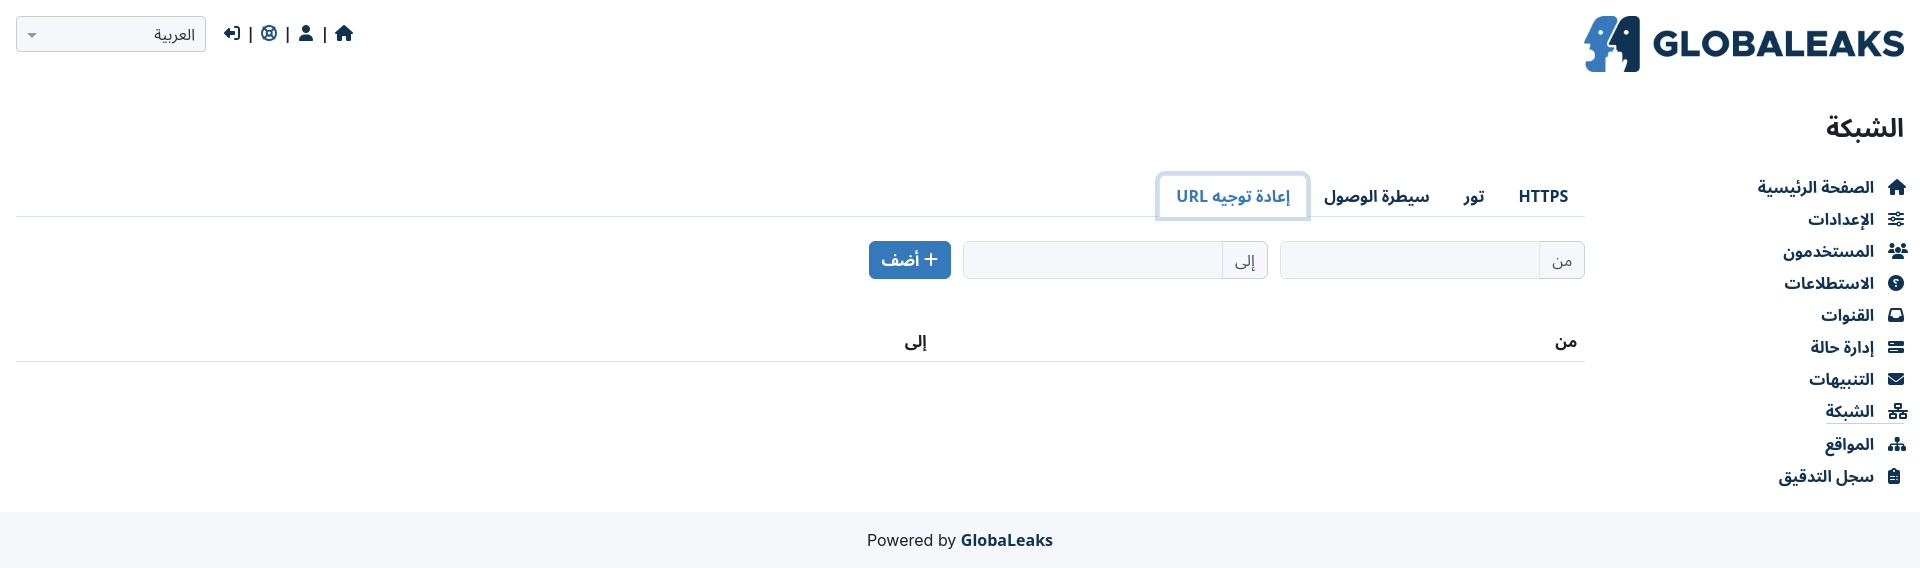 GLOBALEAKS
| | |
العربية
الشبكة
الصفحة الرئيسية
الإعدادات
المستخدمون
الاستطلاعات
القنوات
إدارة حالة
التنبيهات
الشبكة
المواقع
سجل التدقيق
HTTPS تور سيطرة الوصول إعادة توجيه URL
من إلى + أضف
من إلى
Powered by GlobaLeaks